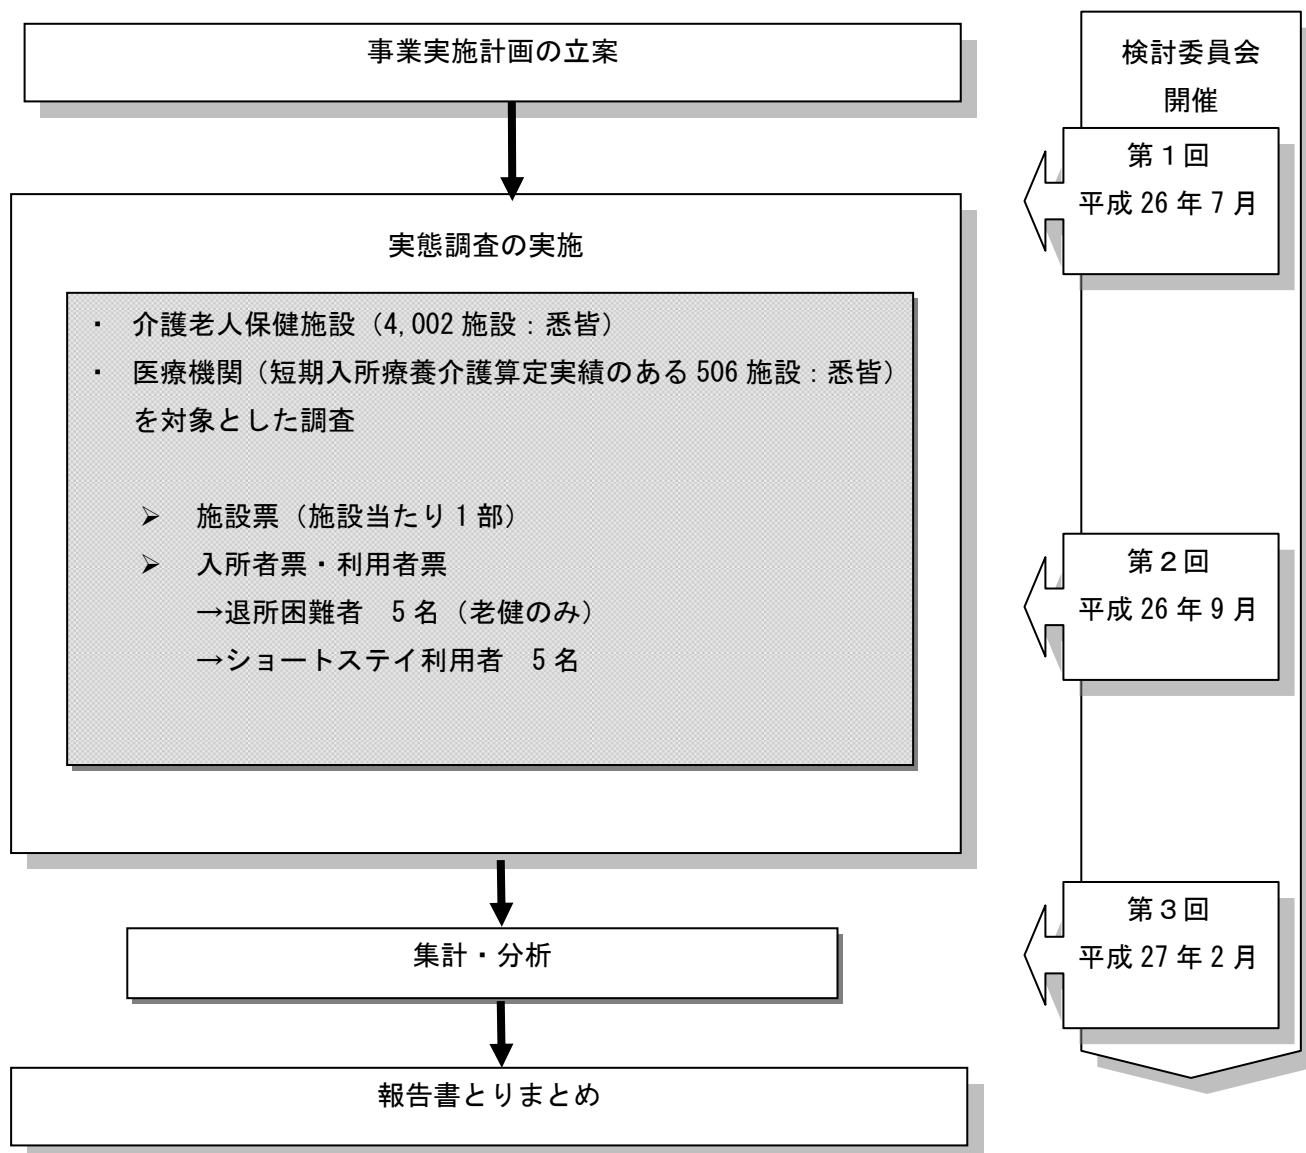 事業実施計画の立案
実態調査の実施
・ 介護老人保健施設（4,002 施設：悉皆）
・ 医療機関（短期入所療養介護算定実績のある 506 施設：悉皆）
を対象とした調査
➢ 施設票（施設当たり 1 部）
➢ 入所者票・利用者票
→退所困難者 5 名（老健のみ）
→ショートステイ利用者 5 名
集計・分析
報告書とりまとめ
検討委員会
開催
第１回
平成 26 年 7 月
第２回
平成 26 年 9 月
第３回
平成 27 年 2 月